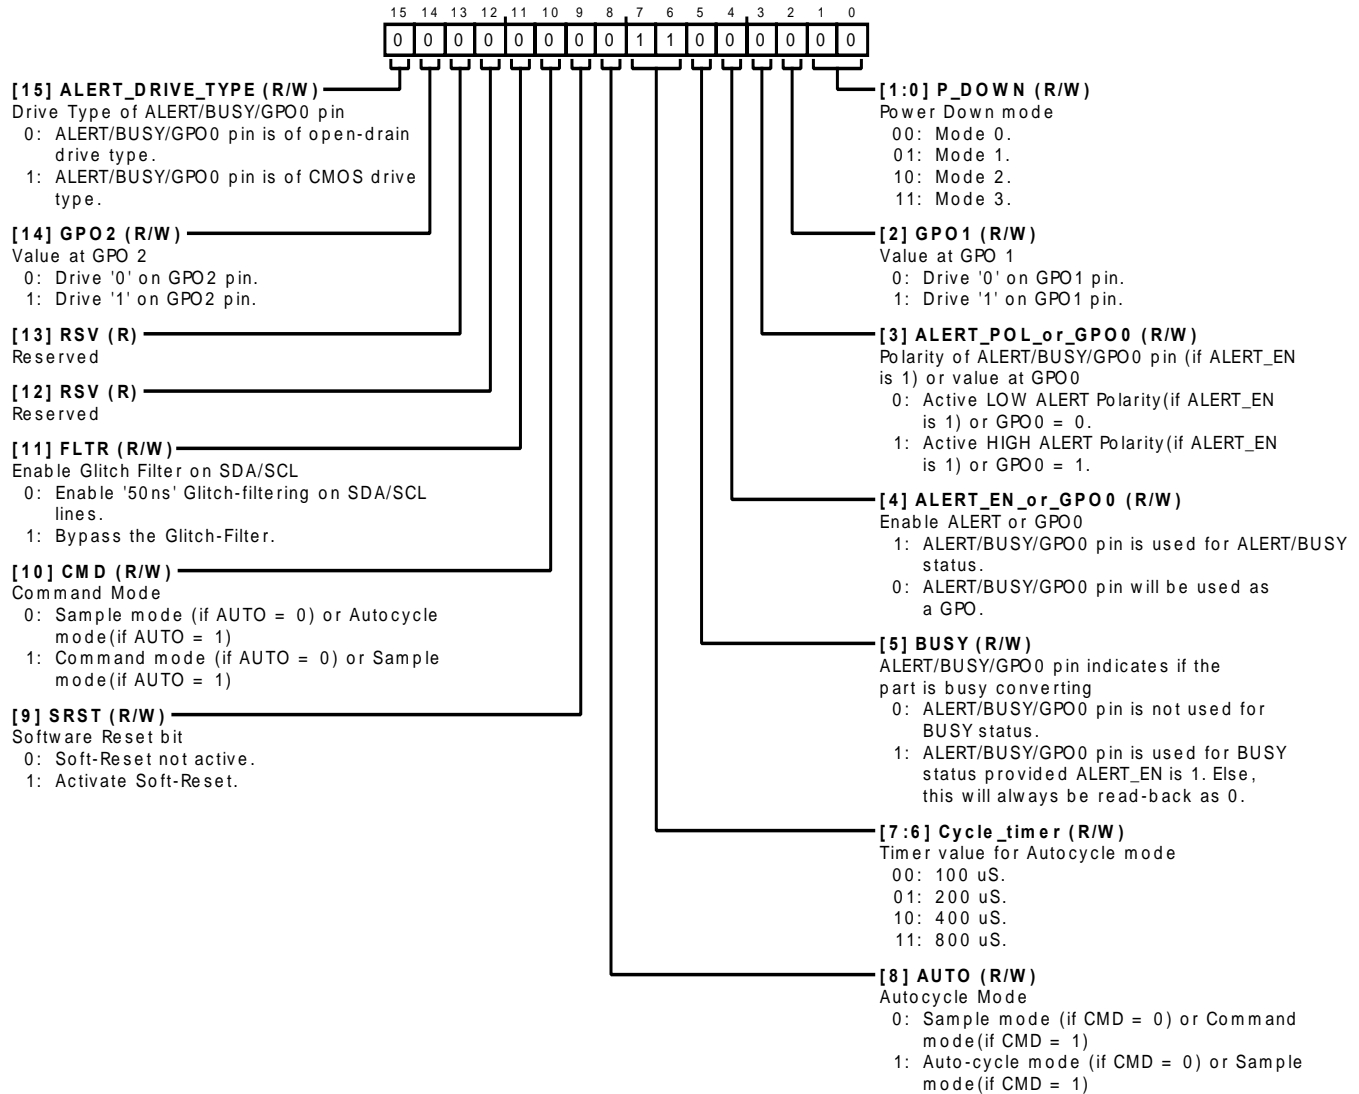 15 14 13 12 11 10 9 8 7 6 5 4 3 2 1 0
0 0 0 0 0 0 0 0 1 1 0 0 0 0 0 0
[15] ALERT_DRIVE_TYPE (R/W)
Drive Type of ALERT/BUSY/GPO0 pin
0: ALERT/BUSY/GPO0 pin is of open-drain
drive type.
1: ALERT/BUSY/GPO0 pin is of CMOS drive
type.
[14] GPO2 (R/W)
Value at GPO 2
0: Drive '0' on GPO2 pin.
1: Drive '1' on GPO2 pin.
[13] RSV (R)
Reserved
[12] RSV (R)
Reserved
[11] FLTR (R/W)
Enable Glitch Filter on SDA/SCL
0: Enable '50ns' Glitch-filtering on SDA/SCL
lines.
1: Bypass the Glitch-Filter.
[10] CMD (R/W)
Command Mode
0: Sample mode (if AUTO = 0) or Autocycle
mode(if AUTO = 1)
1: Command mode (if AUTO = 0) or Sample
mode(if AUTO = 1)
[9] SRST (R/W)
Software Reset bit
0: Soft-Reset not active.
1: Activate Soft-Reset.
[1:0] P_DOWN (R/W)
Power Down mode
00: Mode 0.
01: Mode 1.
10: Mode 2.
11: Mode 3.
[2] GPO1 (R/W)
Value at GPO 1
0: Drive '0' on GPO1 pin.
1: Drive '1' on GPO1 pin.
[3] ALERT_POL_or_GPO0 (R/W)
Polarity of ALERT/BUSY/GPO0 pin (if ALERT_EN
is 1) or value at GPO0
0: Active LOW ALERT Polarity(if ALERT_EN
is 1) or GPO0 = 0.
1: Active HIGH ALERT Polarity(if ALERT_EN
is 1) or GPO0 = 1.
[4] ALERT_EN_or_GPO0 (R/W)
Enable ALERT or GPO0
1: ALERT/BUSY/GPO0 pin is used for ALERT/BUSY
status.
0: ALERT/BUSY/GPO0 pin will be used as
a GPO.
[5] BUSY (R/W)
ALERT/BUSY/GPO0 pin indicates if the
part is busy converting
0: ALERT/BUSY/GPO0 pin is not used for
BUSY status.
1: ALERT/BUSY/GPO0 pin is used for BUSY
status provided ALERT_EN is 1. Else,
this will always be read-back as 0.
[7:6] Cycle_timer (R/W)
Timer value for Autocycle mode
00: 100 uS.
01: 200 uS.
10: 400 uS.
11: 800 uS.
[8] AUTO (R/W)
Autocycle Mode
0: Sample mode (if CMD = 0) or Command
mode(if CMD = 1)
1: Auto-cycle mode (if CMD = 0) or Sample
mode(if CMD = 1)